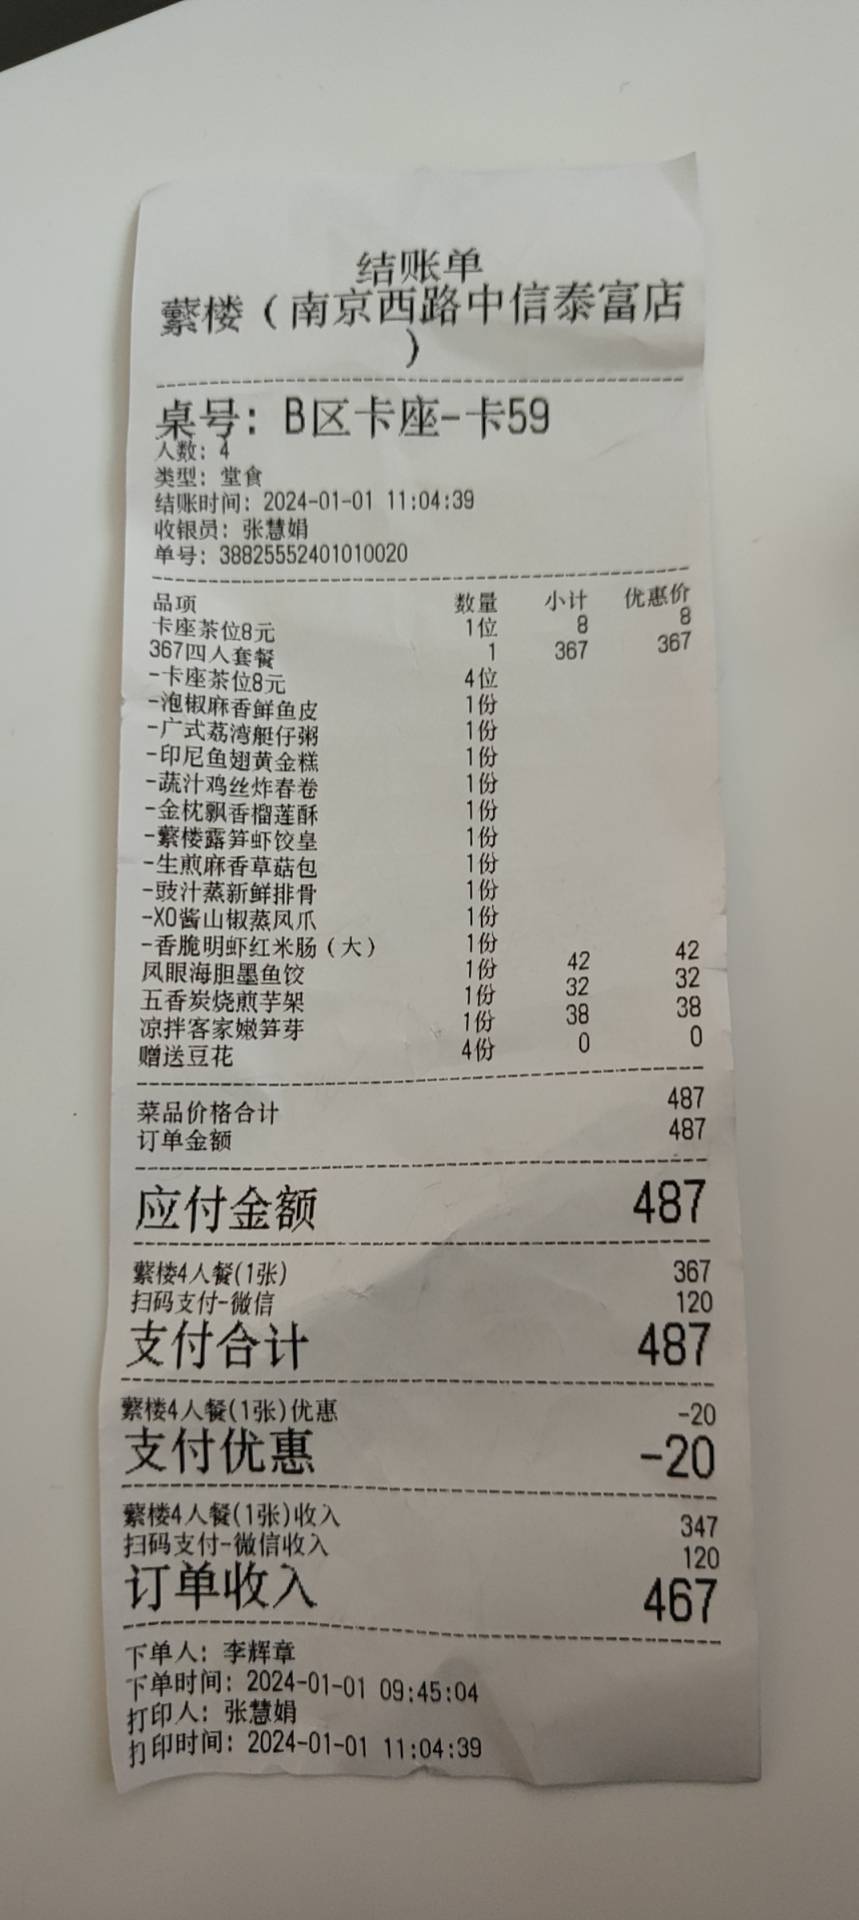 结账单
蘩楼（南京西路中信泰富店
）
桌号：B区卡座-卡59
人数：4
类型：堂食
结账时间：2024-01-01 11:04:39
收银员：张慧娟
单号：38825552401010020
品项 数量 小计 优惠价
卡座茶位8元 1位 8 8
367四人套餐 1 367 367
-卡座茶位8元 4位
-泡椒麻香鲜鱼皮 1份
-广式荔湾艇仔粥 1份
-印尼鱼翅黄金糕 1份
-蔬汁鸡丝炸春卷 1份
-金枕飘香榴莲酥 1份
-蘩楼露笋虾饺皇 1份
-生煎麻香草菇包 1份
-豉汁蒸新鲜排骨 1份
-XO酱山椒蒸凤爪 1份
-香脆明虾红米肠（大） 1份
凤眼海胆墨鱼饺 1份 42 42
五香炭烧煎芋架 1份 32 32
凉拌客家嫩笋芽 1份 38 38
赠送豆花 4份 0 0
菜品价格合计 487
订单金额 487
应付金额 487
蘩楼4人餐(1张) 367
扫码支付-微信 120
支付合计 487
蘩楼4人餐(1张)优惠 -20
支付优惠 -20
蘩楼4人餐(1张)收入 347
扫码支付-微信收入 120
订单收入 467
下单人：李辉章
下单时间：2024-01-01 09:45:04
打印人：张慧娟
打印时间：2024-01-01 11:04:39